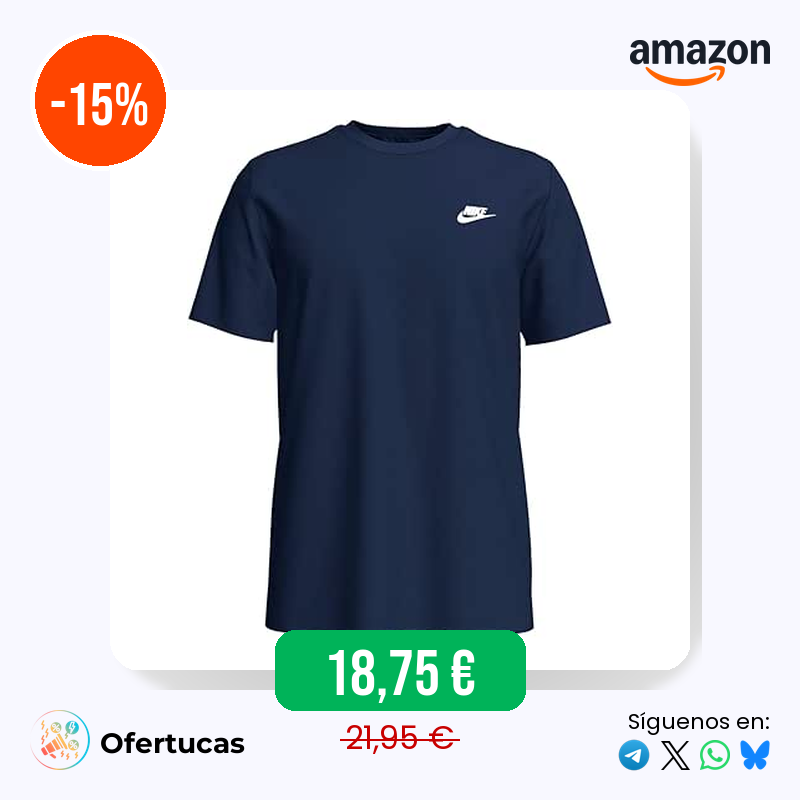 -15%
amazon
NIKE
18,75 €
21,95 €
Ofertucas
Síguenos en: